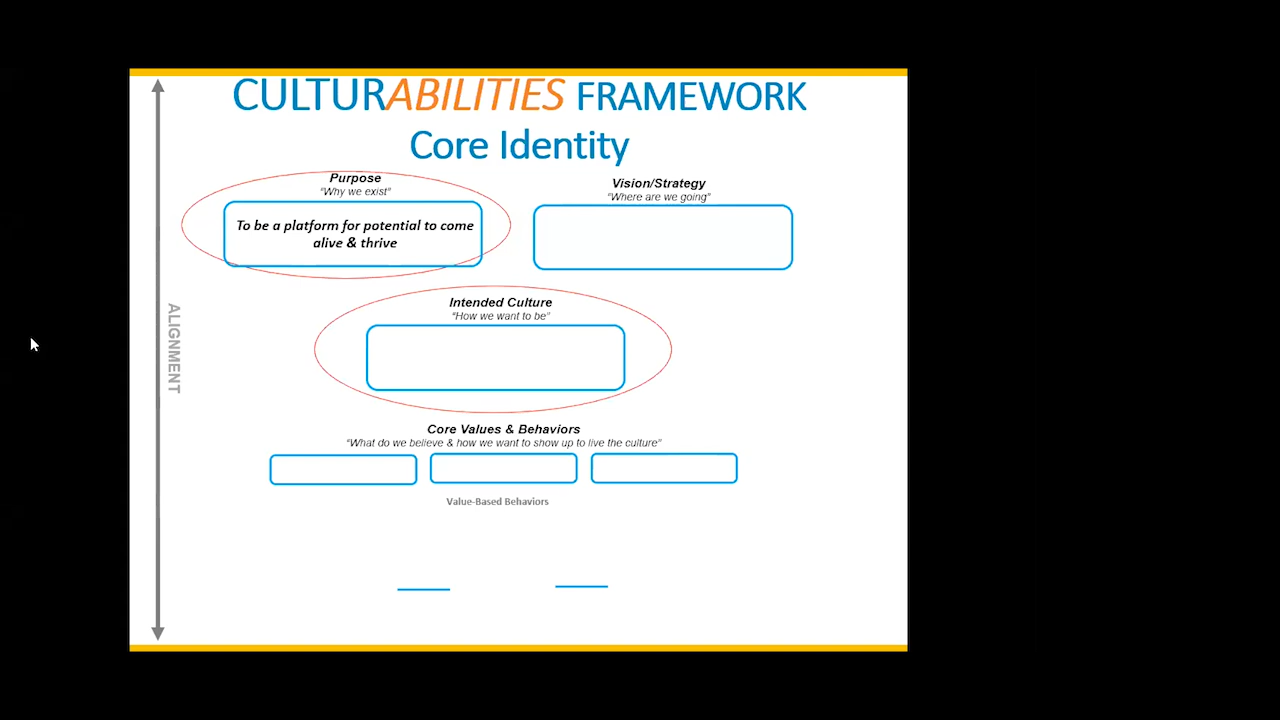 CULTURABILITIES FRAMEWORK
Core Identity
Purpose
"Why we exist"
To be a platform for potential to come
alive & thrive
Vision/Strategy
"Where are we going"
Intended Culture
"How we want to be"
ALIGNMENT
Core Values & Behaviors
"What do we believe & how we want to show up to live the culture"
Value-Based Behaviors